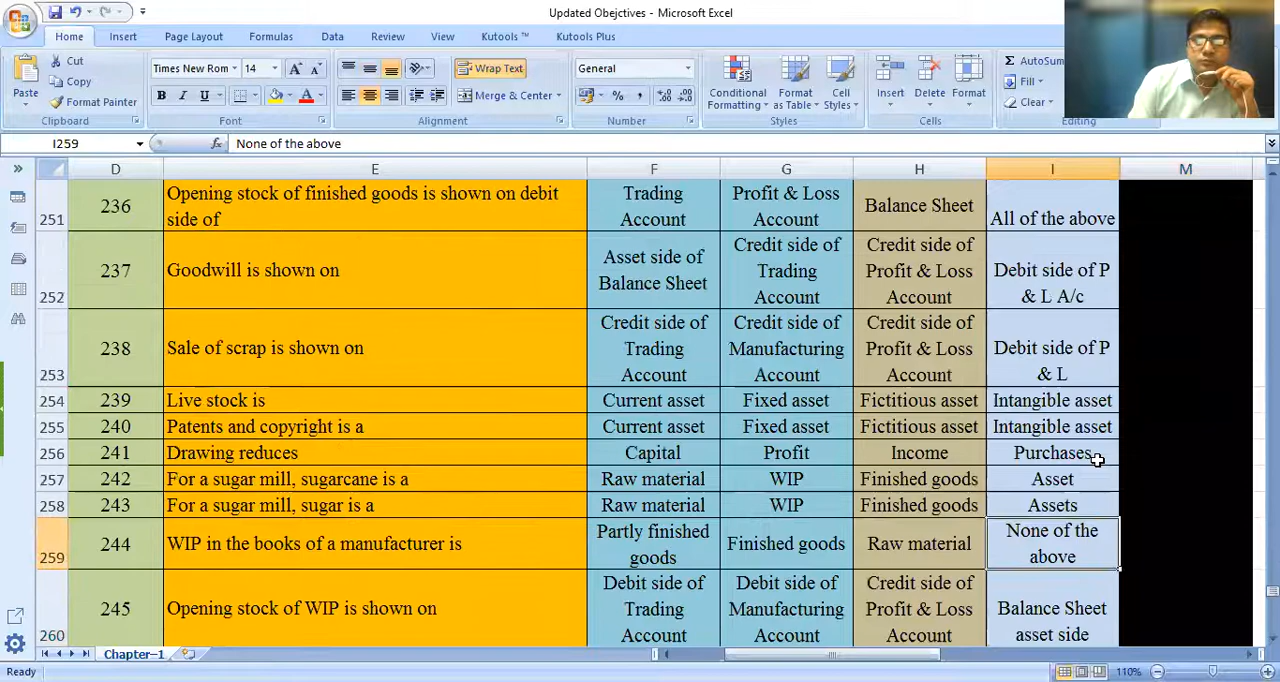 Updated Obejctives - Microsoft Excel
Home Insert Page Layout Formulas Data Review View Kutools ™ Kutools Plus
Paste
Cut
Copy
Format Painter
Clipboard
Times New Rom 14
B I U
Font
Wrap Text
Merge & Center
Alignment
General
Number
Conditional Formatting
Format as Table
Cell Styles
Styles
Insert Delete Format
Cells
AutoSum
Fill
Clear
Editing
I259 fx None of the above
D E F G H I M
251 236 Opening stock of finished goods is shown on debit side of Trading Account Profit & Loss Account Balance Sheet All of the above
252 237 Goodwill is shown on Asset side of Balance Sheet Credit side of Trading Account Credit side of Profit & Loss Account Debit side of P & L A/c
253 238 Sale of scrap is shown on Credit side of Trading Account Credit side of Manufacturing Account Credit side of Profit & Loss Account Debit side of P & L
254 239 Live stock is Current asset Fixed asset Fictitious asset Intangible asset
255 240 Patents and copyright is a Current asset Fixed asset Fictitious asset Intangible asset
256 241 Drawing reduces Capital Profit Income Purchases
257 242 For a sugar mill, sugarcane is a Raw material WIP Finished goods Asset
258 243 For a sugar mill, sugar is a Raw material WIP Finished goods Assets
259 244 WIP in the books of a manufacturer is Partly finished goods Finished goods Raw material None of the above
260 245 Opening stock of WIP is shown on Debit side of Trading Account Debit side of Manufacturing Account Credit side of Profit & Loss Account Balance Sheet asset side
Chapter–1
Ready 110%